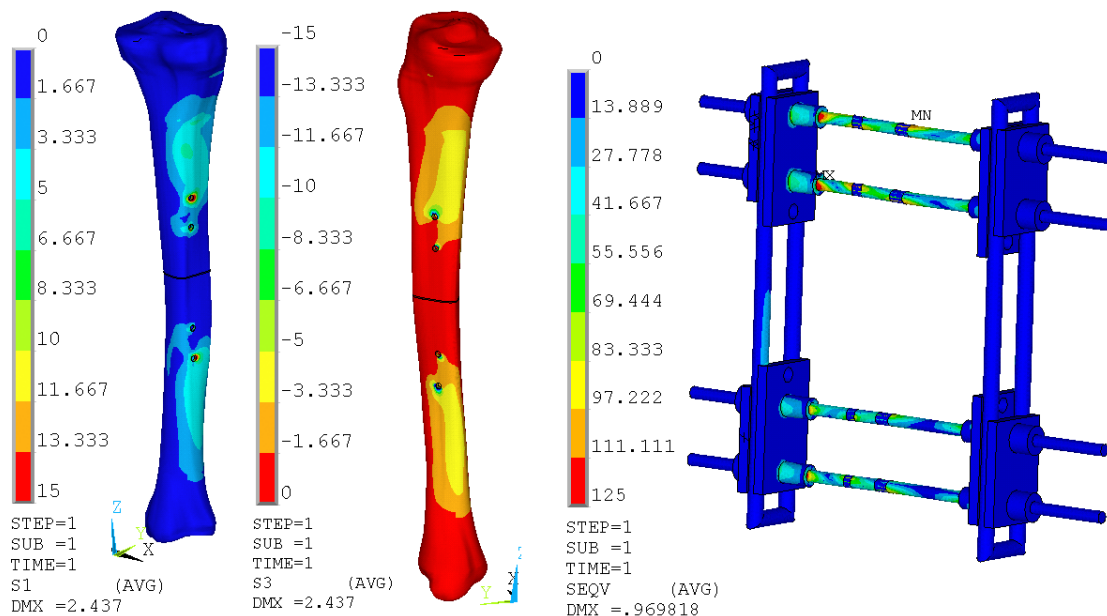 0
1.667
3.333
5
6.667
8.333
10
11.667
13.333
15
STEP=1
SUB =1
TIME=1
S1 (AVG)
DMX =2.437
Z
Y
X
-15
-13.333
-11.667
-10
-8.333
-6.667
-5
-3.333
-1.667
0
STEP=1
SUB =1
TIME=1
S3 (AVG)
DMX =2.437
Y
X
0
13.889
27.778
41.667
55.556
69.444
83.333
97.222
111.111
125
STEP=1
SUB =1
TIME=1
SEQV (AVG)
DMX =.969818
MN